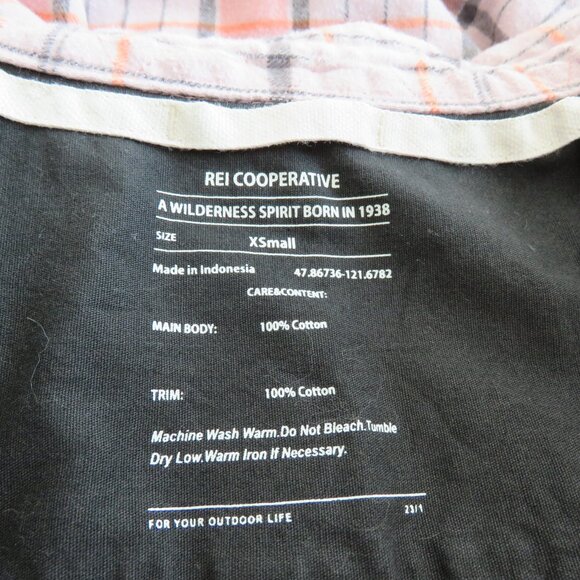 REI COOPERATIVE
A WILDERNESS SPIRIT BORN IN 1938
SIZE XSmall
Made in Indonesia 47.86736-121.6782
CARE&CONTENT:
MAIN BODY: 100% Cotton
TRIM: 100% Cotton
Machine Wash Warm.Do Not Bleach.Tumble
Dry Low.Warm Iron If Necessary.
FOR YOUR OUTDOOR LIFE 23/1